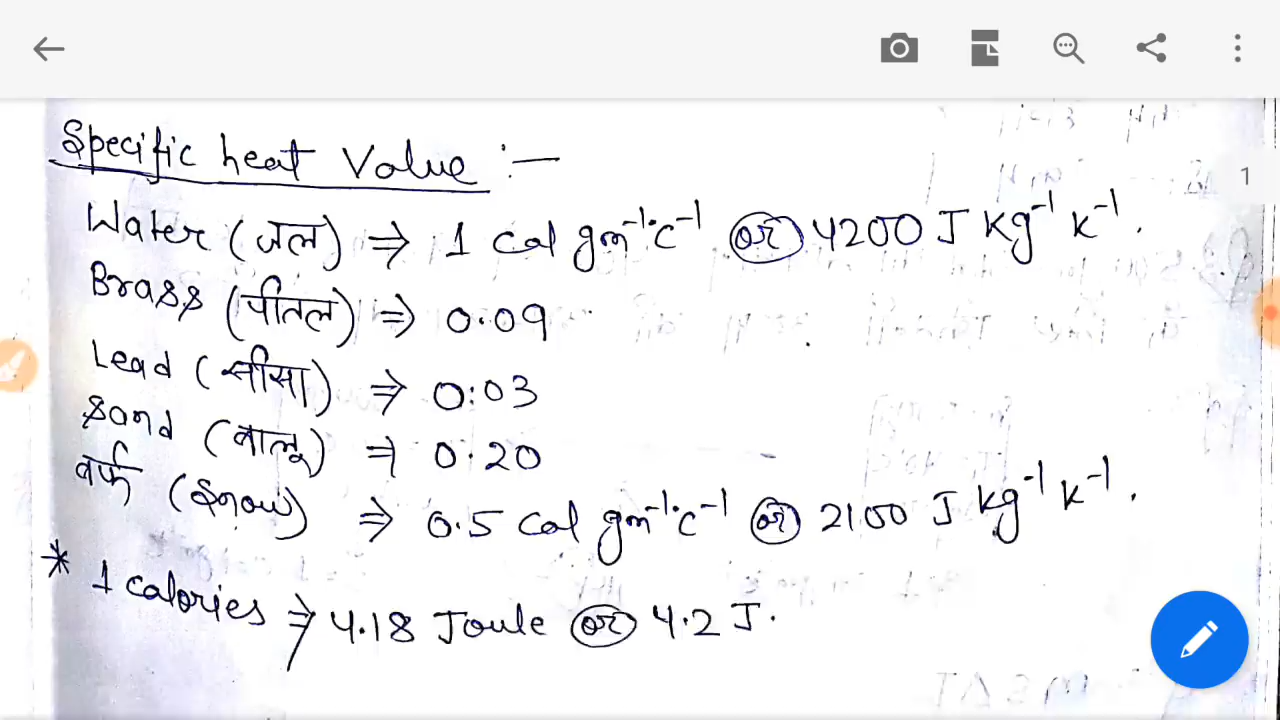 Specific heat Value :—
1
Water (जल) ⇒ 1 Cal gm⁻¹°c⁻¹ or 4200 J kg⁻¹ k⁻¹.
Brass (पीतल) ⇒ 0.09
Lead (सीसा) ⇒ 0.03
Sand (बालू) ⇒ 0.20
बर्फ (Snow) ⇒ 0.5 Cal gm⁻¹°c⁻¹ or 2100 J kg⁻¹ k⁻¹.
* 1 calories ⇒ 4.18 Joule or 4.2 J.